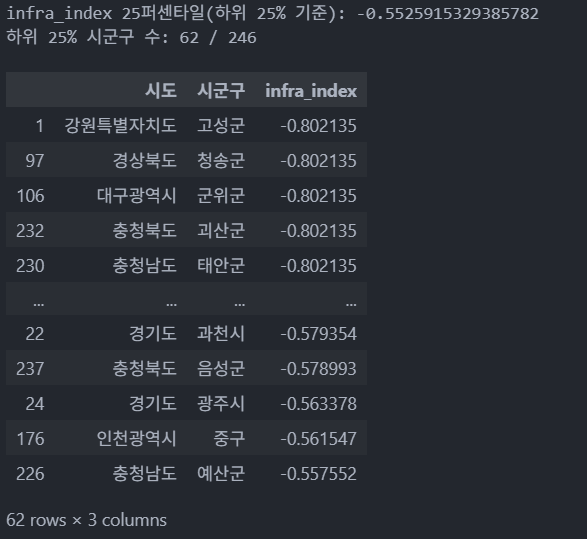 infra_index 25퍼센타일(하위 25% 기준): -0.5525915329385782
하위 25% 시군구 수: 62 / 246
시도 시군구 infra_index
1 강원특별자치도 고성군 -0.802135
97 경상북도 청송군 -0.802135
106 대구광역시 군위군 -0.802135
232 충청북도 괴산군 -0.802135
230 충청남도 태안군 -0.802135
... ... ... ...
22 경기도 과천시 -0.579354
237 충청북도 음성군 -0.578993
24 경기도 광주시 -0.563378
176 인천광역시 중구 -0.561547
226 충청남도 예산군 -0.557552
62 rows × 3 columns